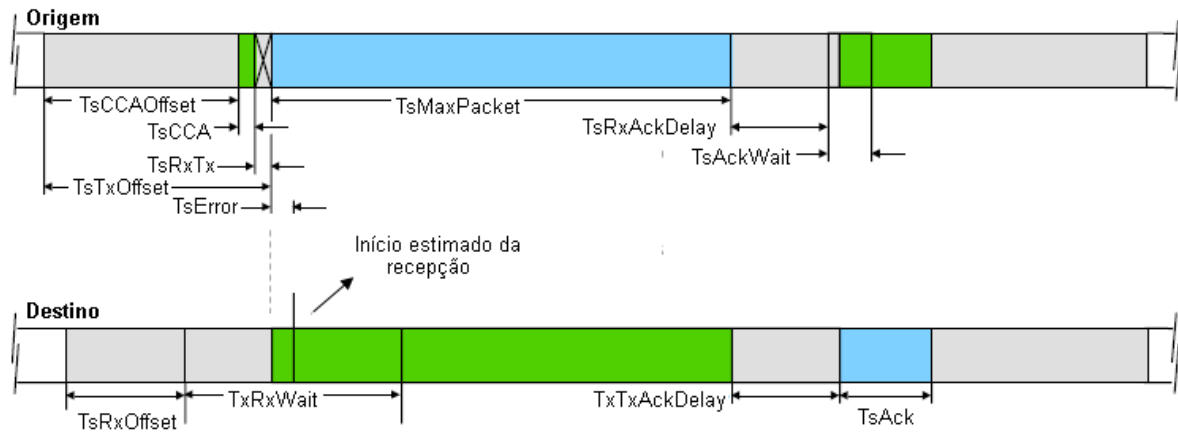 Origem
TsCCAOffset
TsMaxPacket
TsCCA
TsRxAckDelay
TsRxTx
TsAckWait
TsTxOffset
TsError
Início estimado da
recepção
Destino
TsRxOffset
TxRxWait
TxTxAckDelay
TsAck